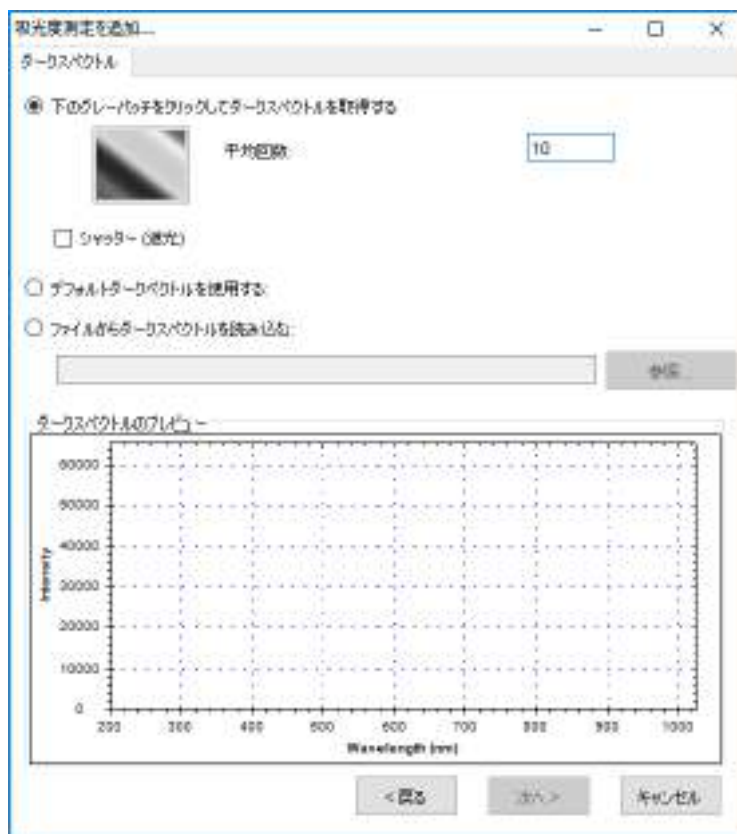 吸光度測定を追加...
ダークスペクトル
下のグレーパッチをクリックしてダークスペクトルを取得する
平均回数: 10
シャッター (遮光)
デフォルトダークペクトルを使用する:
ファイルからダークスペクトルを読み込む:
参照...
ダークスペクトルのプレビュー
60000
50000
40000
30000
20000
10000
0
Intensity
200 300 400 500 600 700 800 900 1000
Wavelength (nm)
< 戻る 次へ > キャンセル